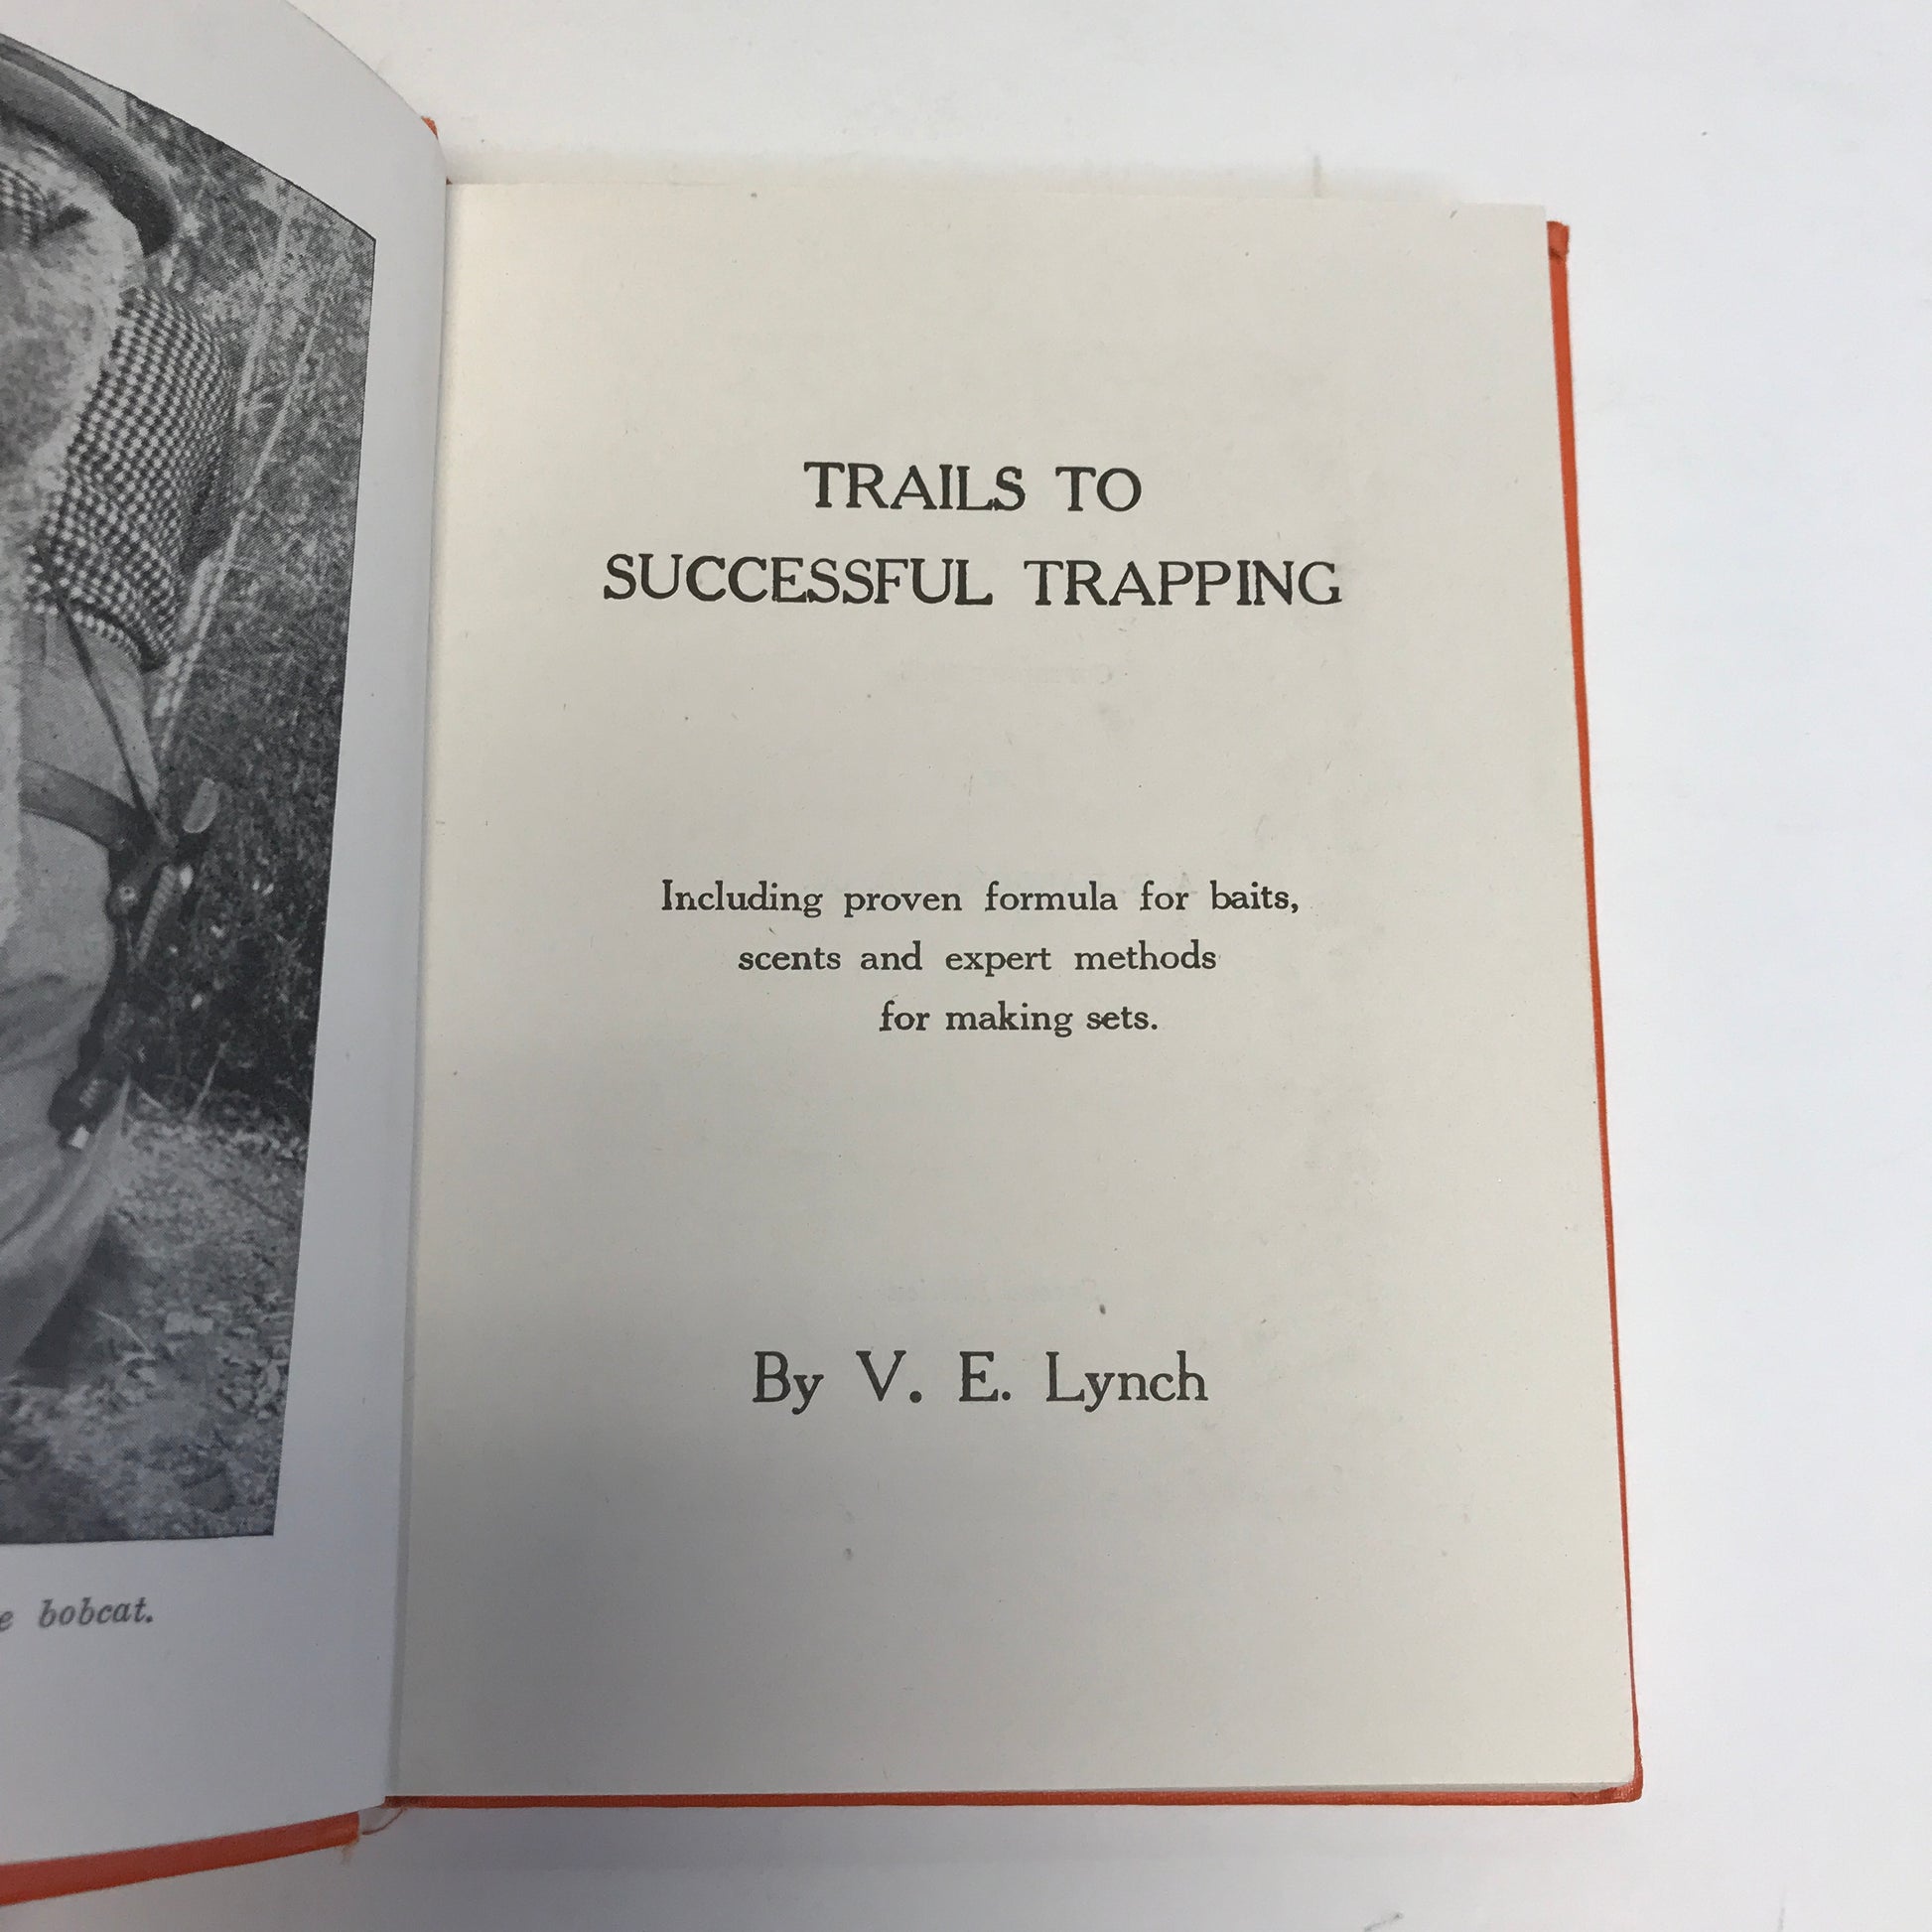 bobcat.
TRAILS TO
SUCCESSFUL TRAPPING
Including proven formula for baits,
scents and expert methods
for making sets.
By V. E. Lynch